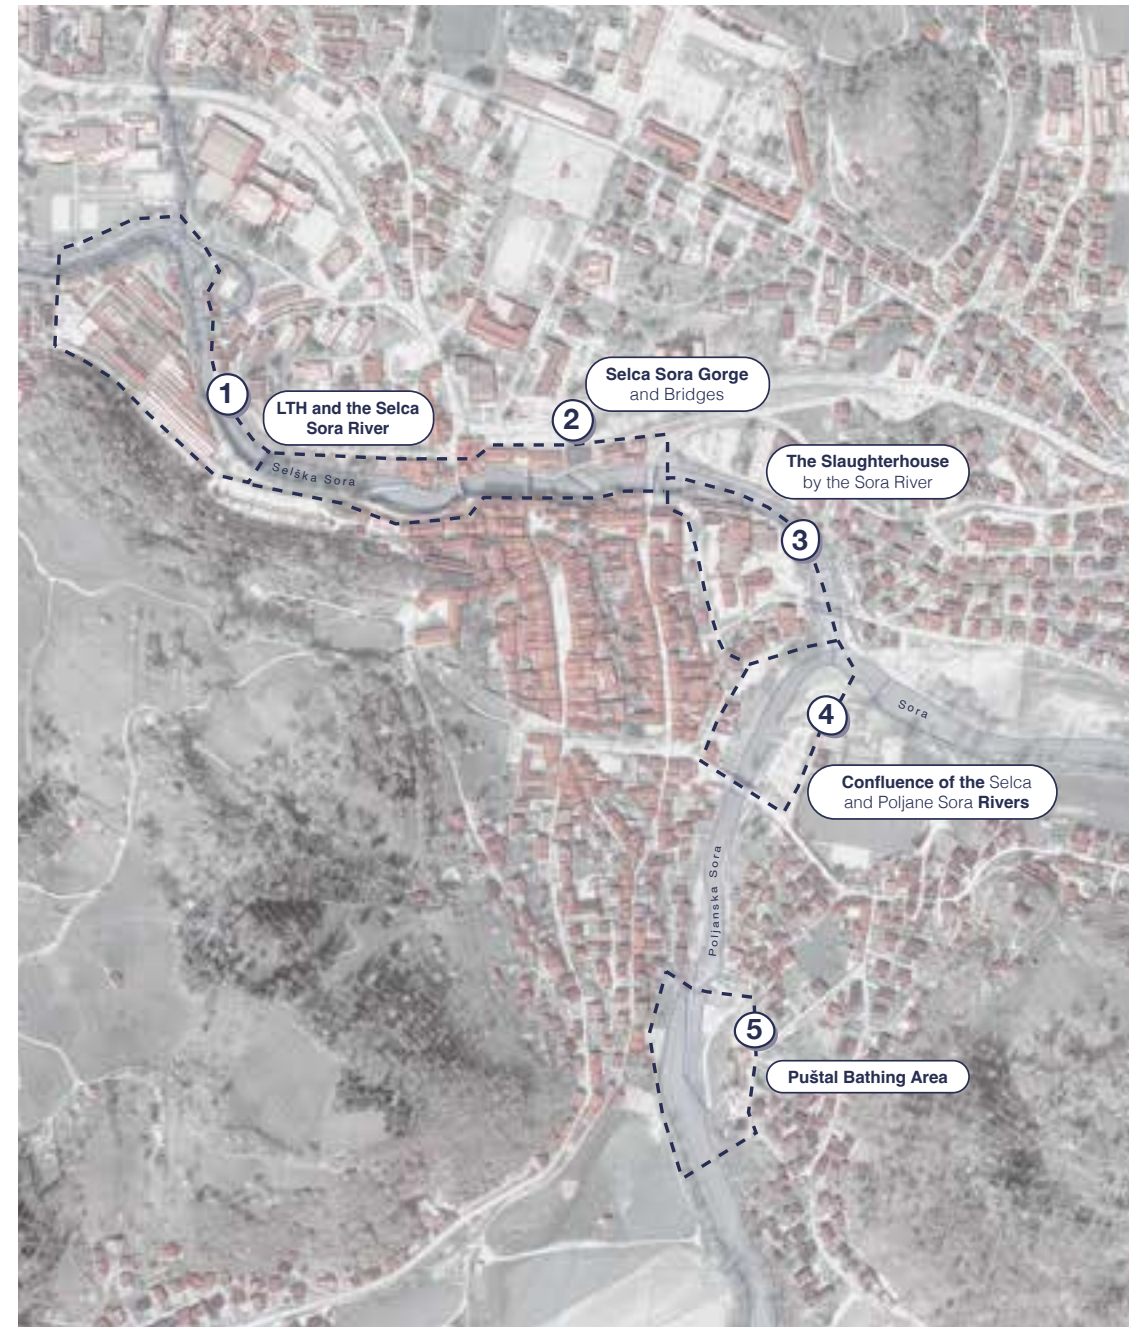 1
LTH and the Selca
Sora River
Selška Sora
2
Selca Sora Gorge
and Bridges
The Slaughterhouse
by the Sora River
3
4
Sora
Confluence of the Selca
and Poljane Sora Rivers
Poljanska Sora
5
Puštal Bathing Area